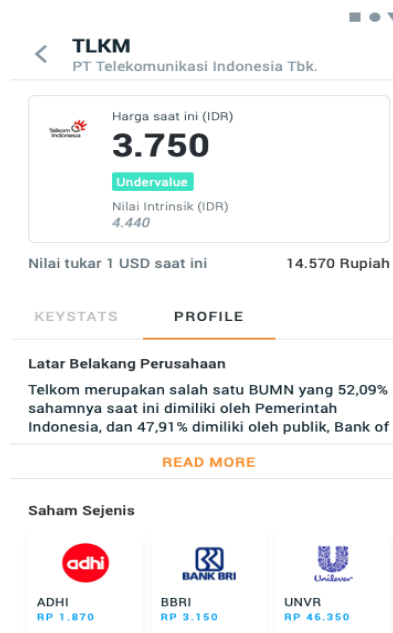 TLKM
PT Telekomunikasi Indonesia Tbk.
Telkom
Indonesia
Harga saat ini (IDR)
3.750
Undervalue
Nilai Intrinsik (IDR)
4.440
Nilai tukar 1 USD saat ini
14.570 Rupiah
KEYSTATS
PROFILE
Latar Belakang Perusahaan
Telkom merupakan salah satu BUMN yang 52,09%
sahamnya saat ini dimiliki oleh Pemerintah
Indonesia, dan 47,91% dimiliki oleh publik, Bank of
READ MORE
Saham Sejenis
adhi
BANK BRI
Unilever
ADHI
BBRI
UNVR
RP 1.870
RP 3.150
RP 46.350